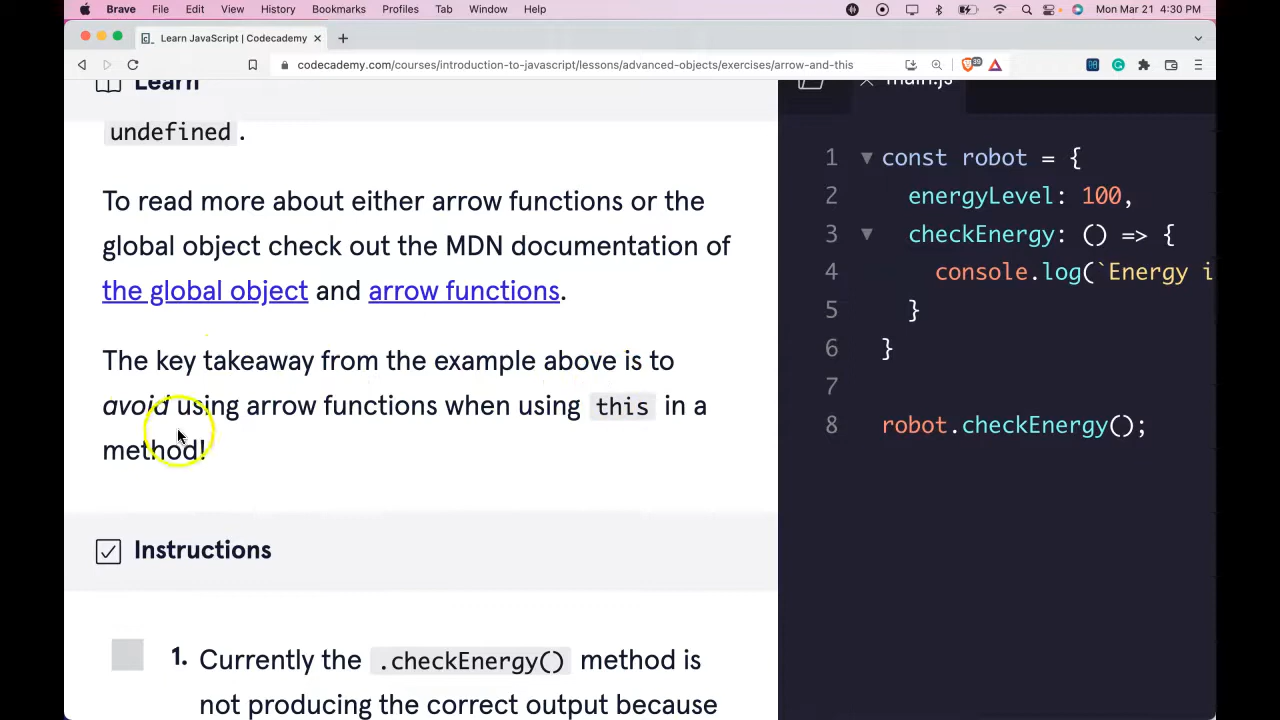 Brave File Edit View History Bookmarks Profiles Tab Window Help Mon Mar 21 4:30 PM
Learn JavaScript | Codecademy
codecademy.com/courses/introduction-to-javascript/lessons/advanced-objects/exercises/arrow-and-this
39
Learn
undefined.
To read more about either arrow functions or the
global object check out the MDN documentation of
the global object and arrow functions.
The key takeaway from the example above is to
avoid using arrow functions when using this in a
method!
Instructions
1. Currently the .checkEnergy() method is
not producing the correct output because
main.js
1 const robot = {
2 energyLevel: 100,
3 checkEnergy: () => {
4 console.log(`Energy i
5 }
6 }
7
8 robot.checkEnergy();